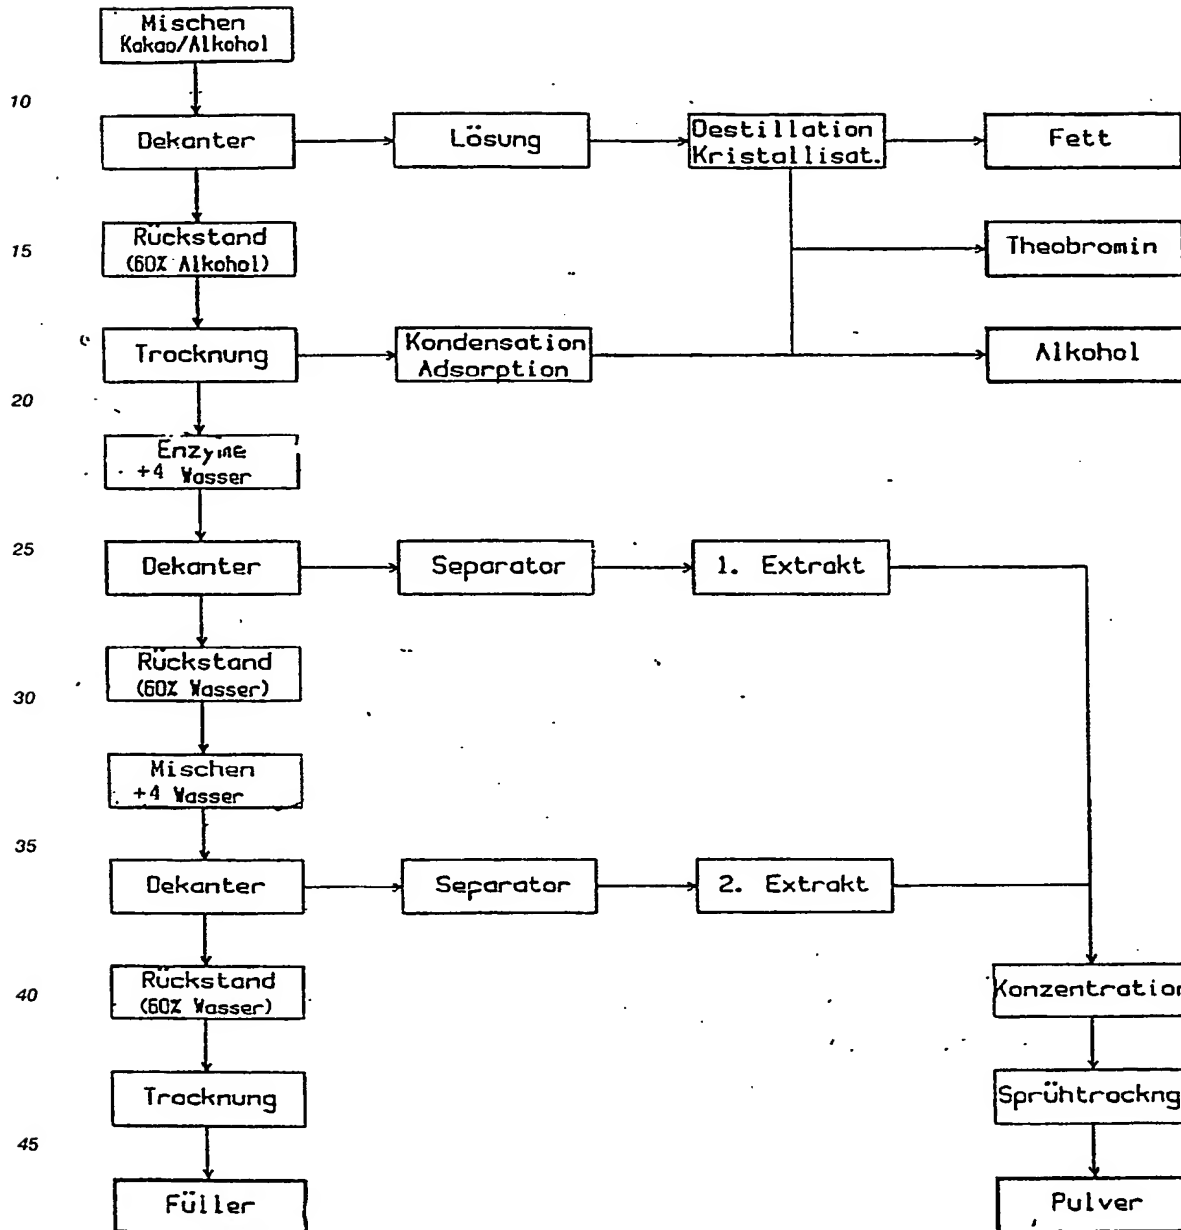 Mischen
Kakao/Alkohol
10
Dekanter
Lösung
Destillation
Kristallisat.
Fett
Rückstand
(60% Alkohol)
15
Theobromin
Trocknung
Kondensation
Adsorption
Alkohol
20
Enzyme
+4 Wasser
25
Dekanter
Separator
1. Extrakt
Rückstand
(60% Wasser)
30
Mischen
+4 Wasser
35
Dekanter
Separator
2. Extrakt
Rückstand
(60% Wasser)
40
Konzentration
Trocknung
Sprühtrockng
45
Füller
Pulver